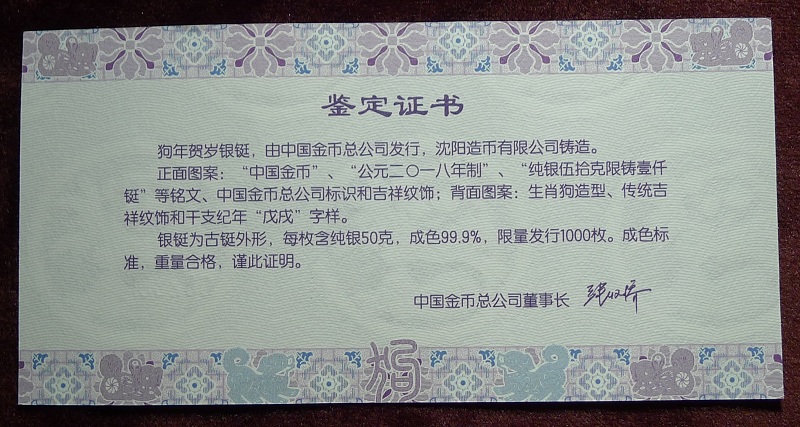 鉴定证书
狗年贺岁银铤，由中国金币总公司发行，沈阳造币有限公司铸造。
正面图案：“中国金币”、“公元二〇一八年制”、“纯银伍拾克限铸壹仟
铤”等铭文、中国金币总公司标识和吉祥纹饰；背面图案：生肖狗造型、传统吉
祥纹饰和干支纪年“戊戌”字样。
银铤为古铤外形，每枚含纯银50克，成色99.9%，限量发行1000枚。成色标
准，重量合格，谨此证明。
中国金币总公司董事长